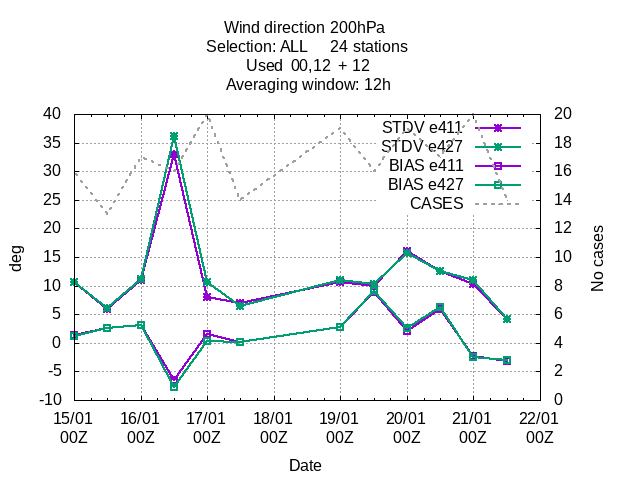 Wind direction 200hPa
Selection: ALL 24 stations
Used 00,12 + 12
Averaging window: 12h
40 20
35 STDV e411 18
30 STDV e427 16
25 BIAS e411 14
20 BIAS e427 12
15 CASES 10
10 8
5 6
0 4
-5 2
-10 0
deg
No cases
15/01 16/01 17/01 18/01 19/01 20/01 21/01 22/01
00Z 00Z 00Z 00Z 00Z 00Z 00Z 00Z
Date